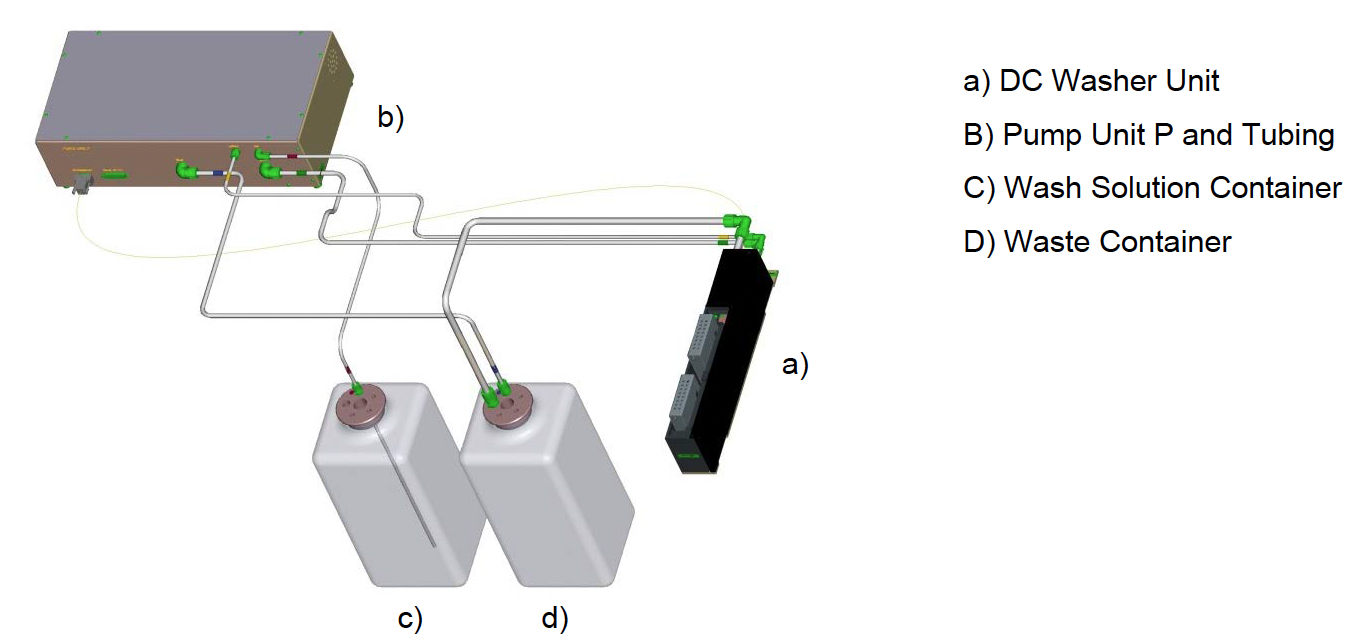 b)
a)
c)
d)
a) DC Washer Unit
B) Pump Unit P and Tubing
C) Wash Solution Container
D) Waste Container